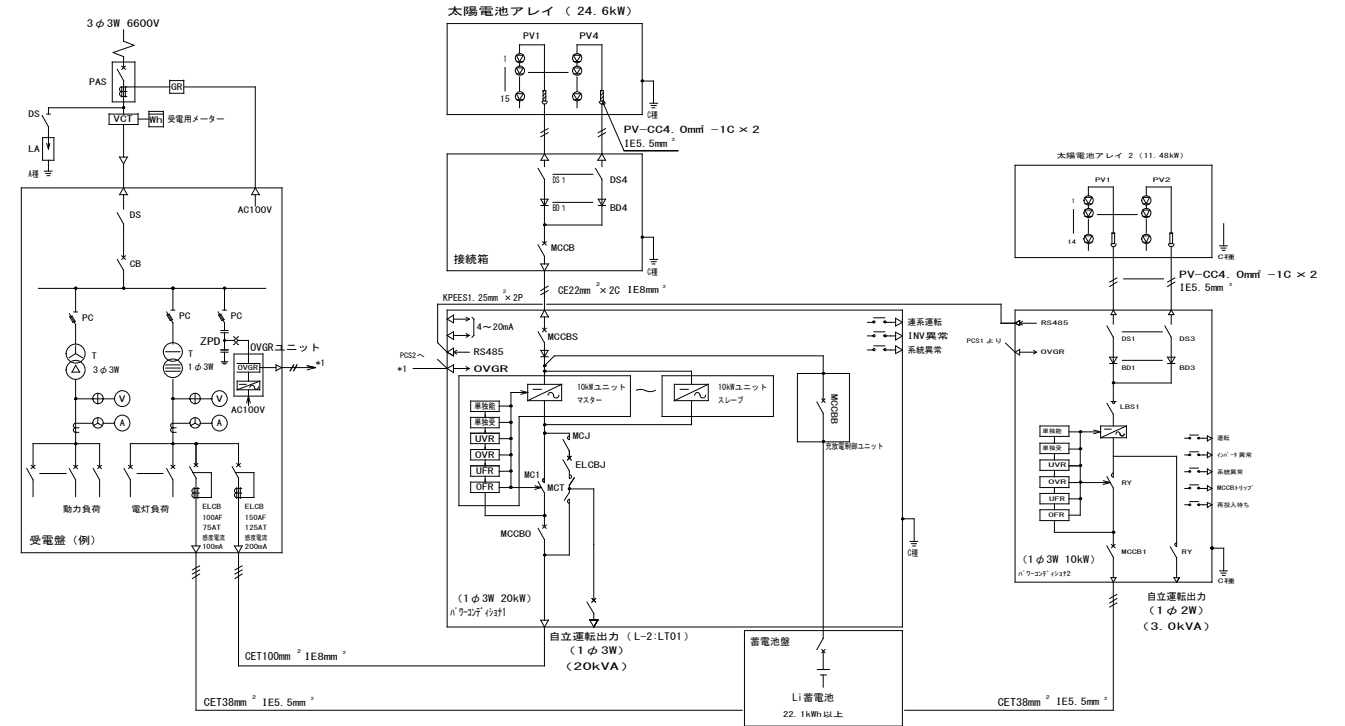 3φ3W 6600V
PAS
GR
DS
VCT
Wh
受電用メーター
LA
A種
AC100V
DS
CB
PC
PC
PC
ZPD
OVGRユニット
T
3φ3W
T
1φ3W
OVGR
*1
AC100V
V
V
A
A
動力負荷
電灯負荷
ELCB
100AF
75AT
感度電流
100mA
ELCB
150AF
125AT
感度電流
200mA
受電盤(例)
CET100mm² IE8mm²
CET38mm² IE5.5mm²
太陽電池アレイ ( 24.6kW)
PV1
PV4
1
15
C種
PV-CC4.0mm²-1C×2
IE5.5mm²
DS1
DS4
BD1
BD4
MCCB
接続箱
C種
CE22mm²×2C IE8mm²
KPEES1.25mm²×2P
4~20mA
MCCBS
RS485
PCS2へ
*1
OVGR
連系運転
INV異常
系統異常
10kWユニット
マスター
~
10kWユニット
スレーブ
MCCBB
充放電制御ユニット
単独能
単独受
UVR
OVR
UFR
OFR
MCJ
ELCBJ
MC1
MCT
MCCBO
C種
(1φ3W 20kW)
パワーコンディショナ1
自立運転出力(L-2:LT01)
(1φ3W)
(20kVA)
蓄電池盤
Li蓄電池
22.1kWh以上
太陽電池アレイ 2 (11.48kW)
PV1
PV2
1
14
C種
PV-CC4.0mm²-1C×2
IE5.5mm²
RS485
PCS1より
OVGR
DS1
DS3
BD1
BD3
LBS1
単独能
単独受
UVR
OVR
UFR
OFR
RY
運転
インバータ異常
系統異常
MCCBトリップ
再投入待ち
MCCB1
RY
(1φ3W 10kW)
パワーコンディショナ2
C種
自立運転出力
(1φ2W)
(3.0kVA)
CET38mm² IE5.5mm²